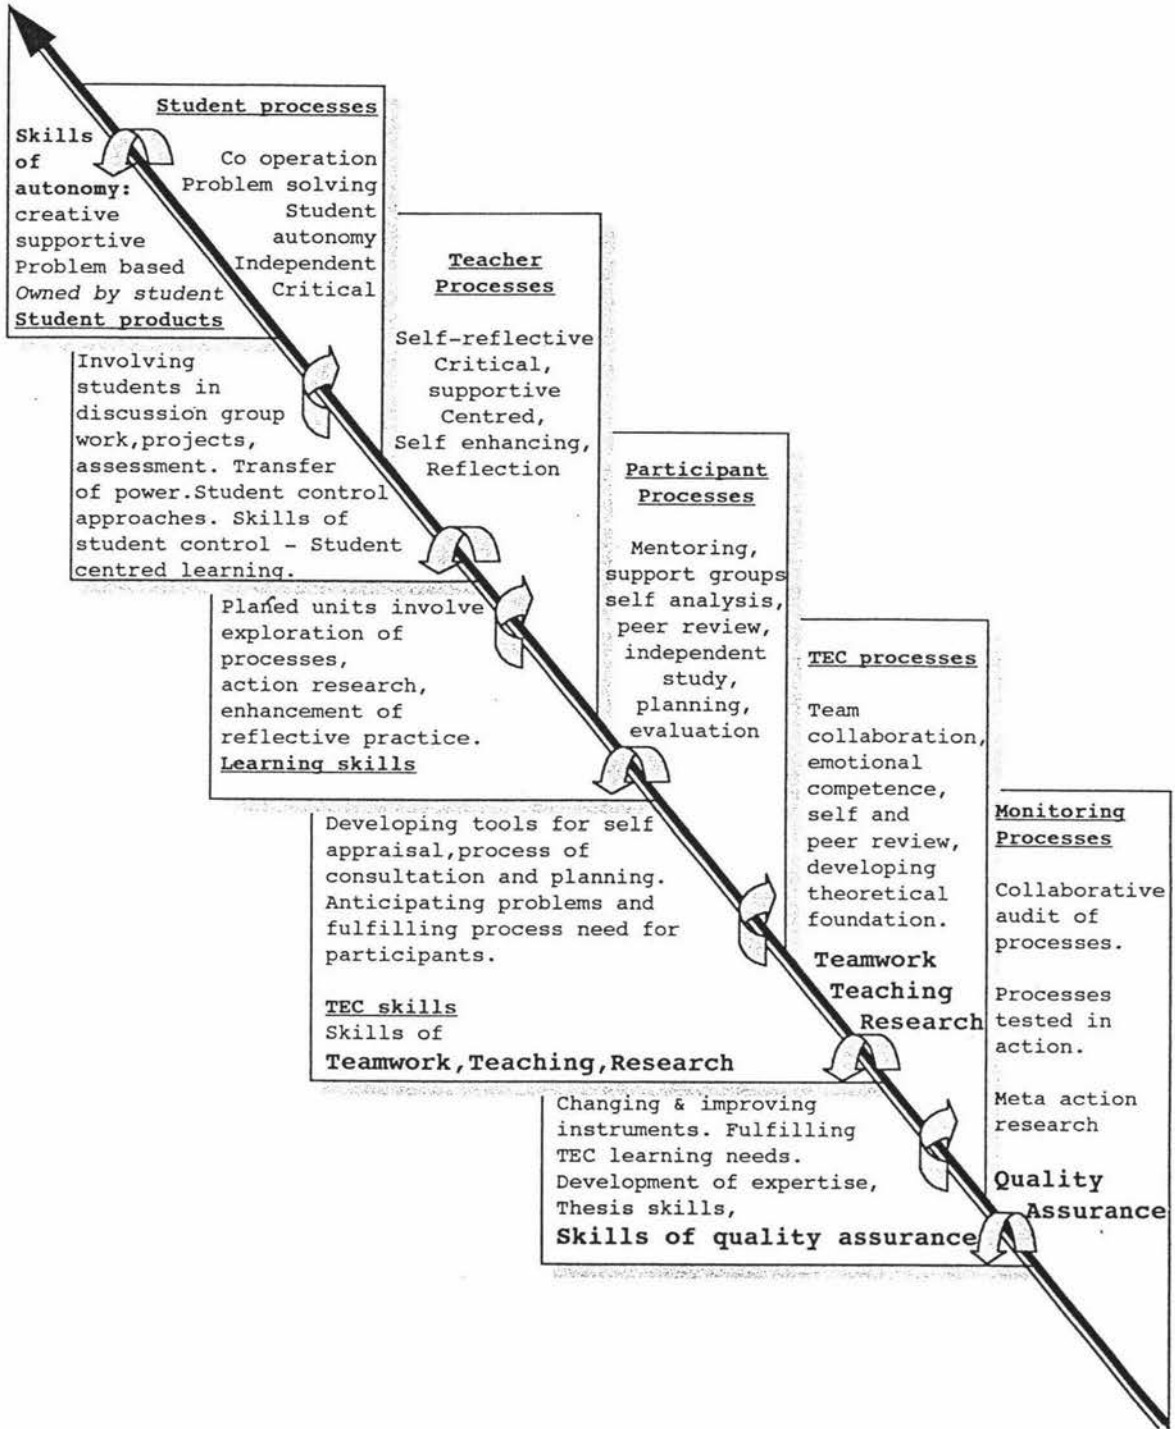 Student processes
Co operation
Problem solving
Student
autonomy
Independent
Critical
Skills
of
autonomy:
creative
supportive
Problem based
Owned by student
Student products
Teacher
Processes
Self-reflective
Critical,
supportive
Centred,
Self enhancing,
Reflection
Involving
students in
discussion group
work,projects,
assessment. Transfer
of power.Student control
approaches. Skills of
student control - Student
centred learning.
Participant
Processes
Mentoring,
support groups
self analysis,
peer review,
independent
study,
planning,
evaluation
Planed units involve
exploration of
processes,
action research,
enhancement of
reflective practice.
Learning skills
TEC processes
Team
collaboration,
emotional
competence,
self and
peer review,
developing
theoretical
foundation.
Teamwork
Teaching
Research
Developing tools for self
appraisal,process of
consultation and planning.
Anticipating problems and
fulfilling process need for
participants.
TEC skills
Skills of
Teamwork,Teaching,Research
Monitoring
Processes
Collaborative
audit of
processes.
Processes
tested in
action.
Meta action
research
Quality
Assurance
Changing & improving
instruments. Fulfilling
TEC learning needs.
Development of expertise,
Thesis skills,
Skills of quality assurance